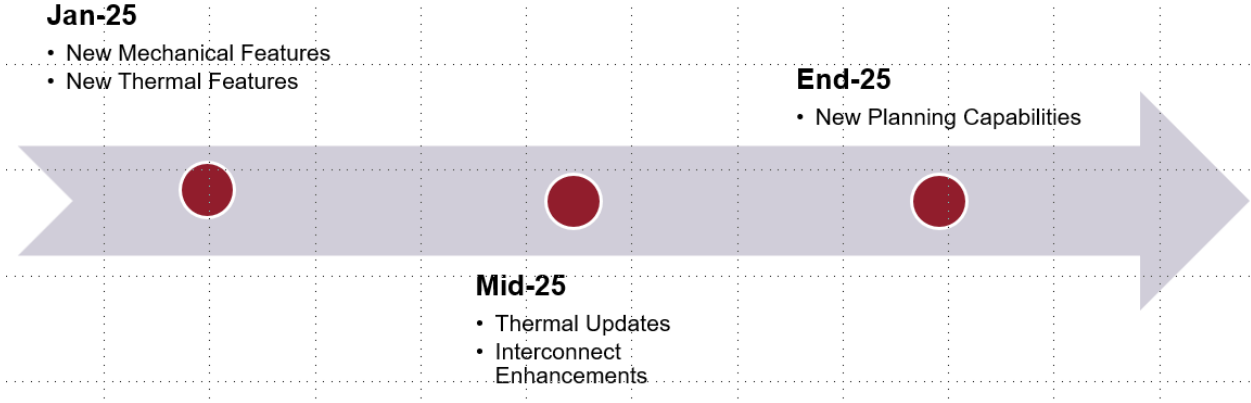 Jan-25
• New Mechanical Features
• New Thermal Features
End-25
• New Planning Capabilities
Mid-25
• Thermal Updates
• Interconnect
Enhancements